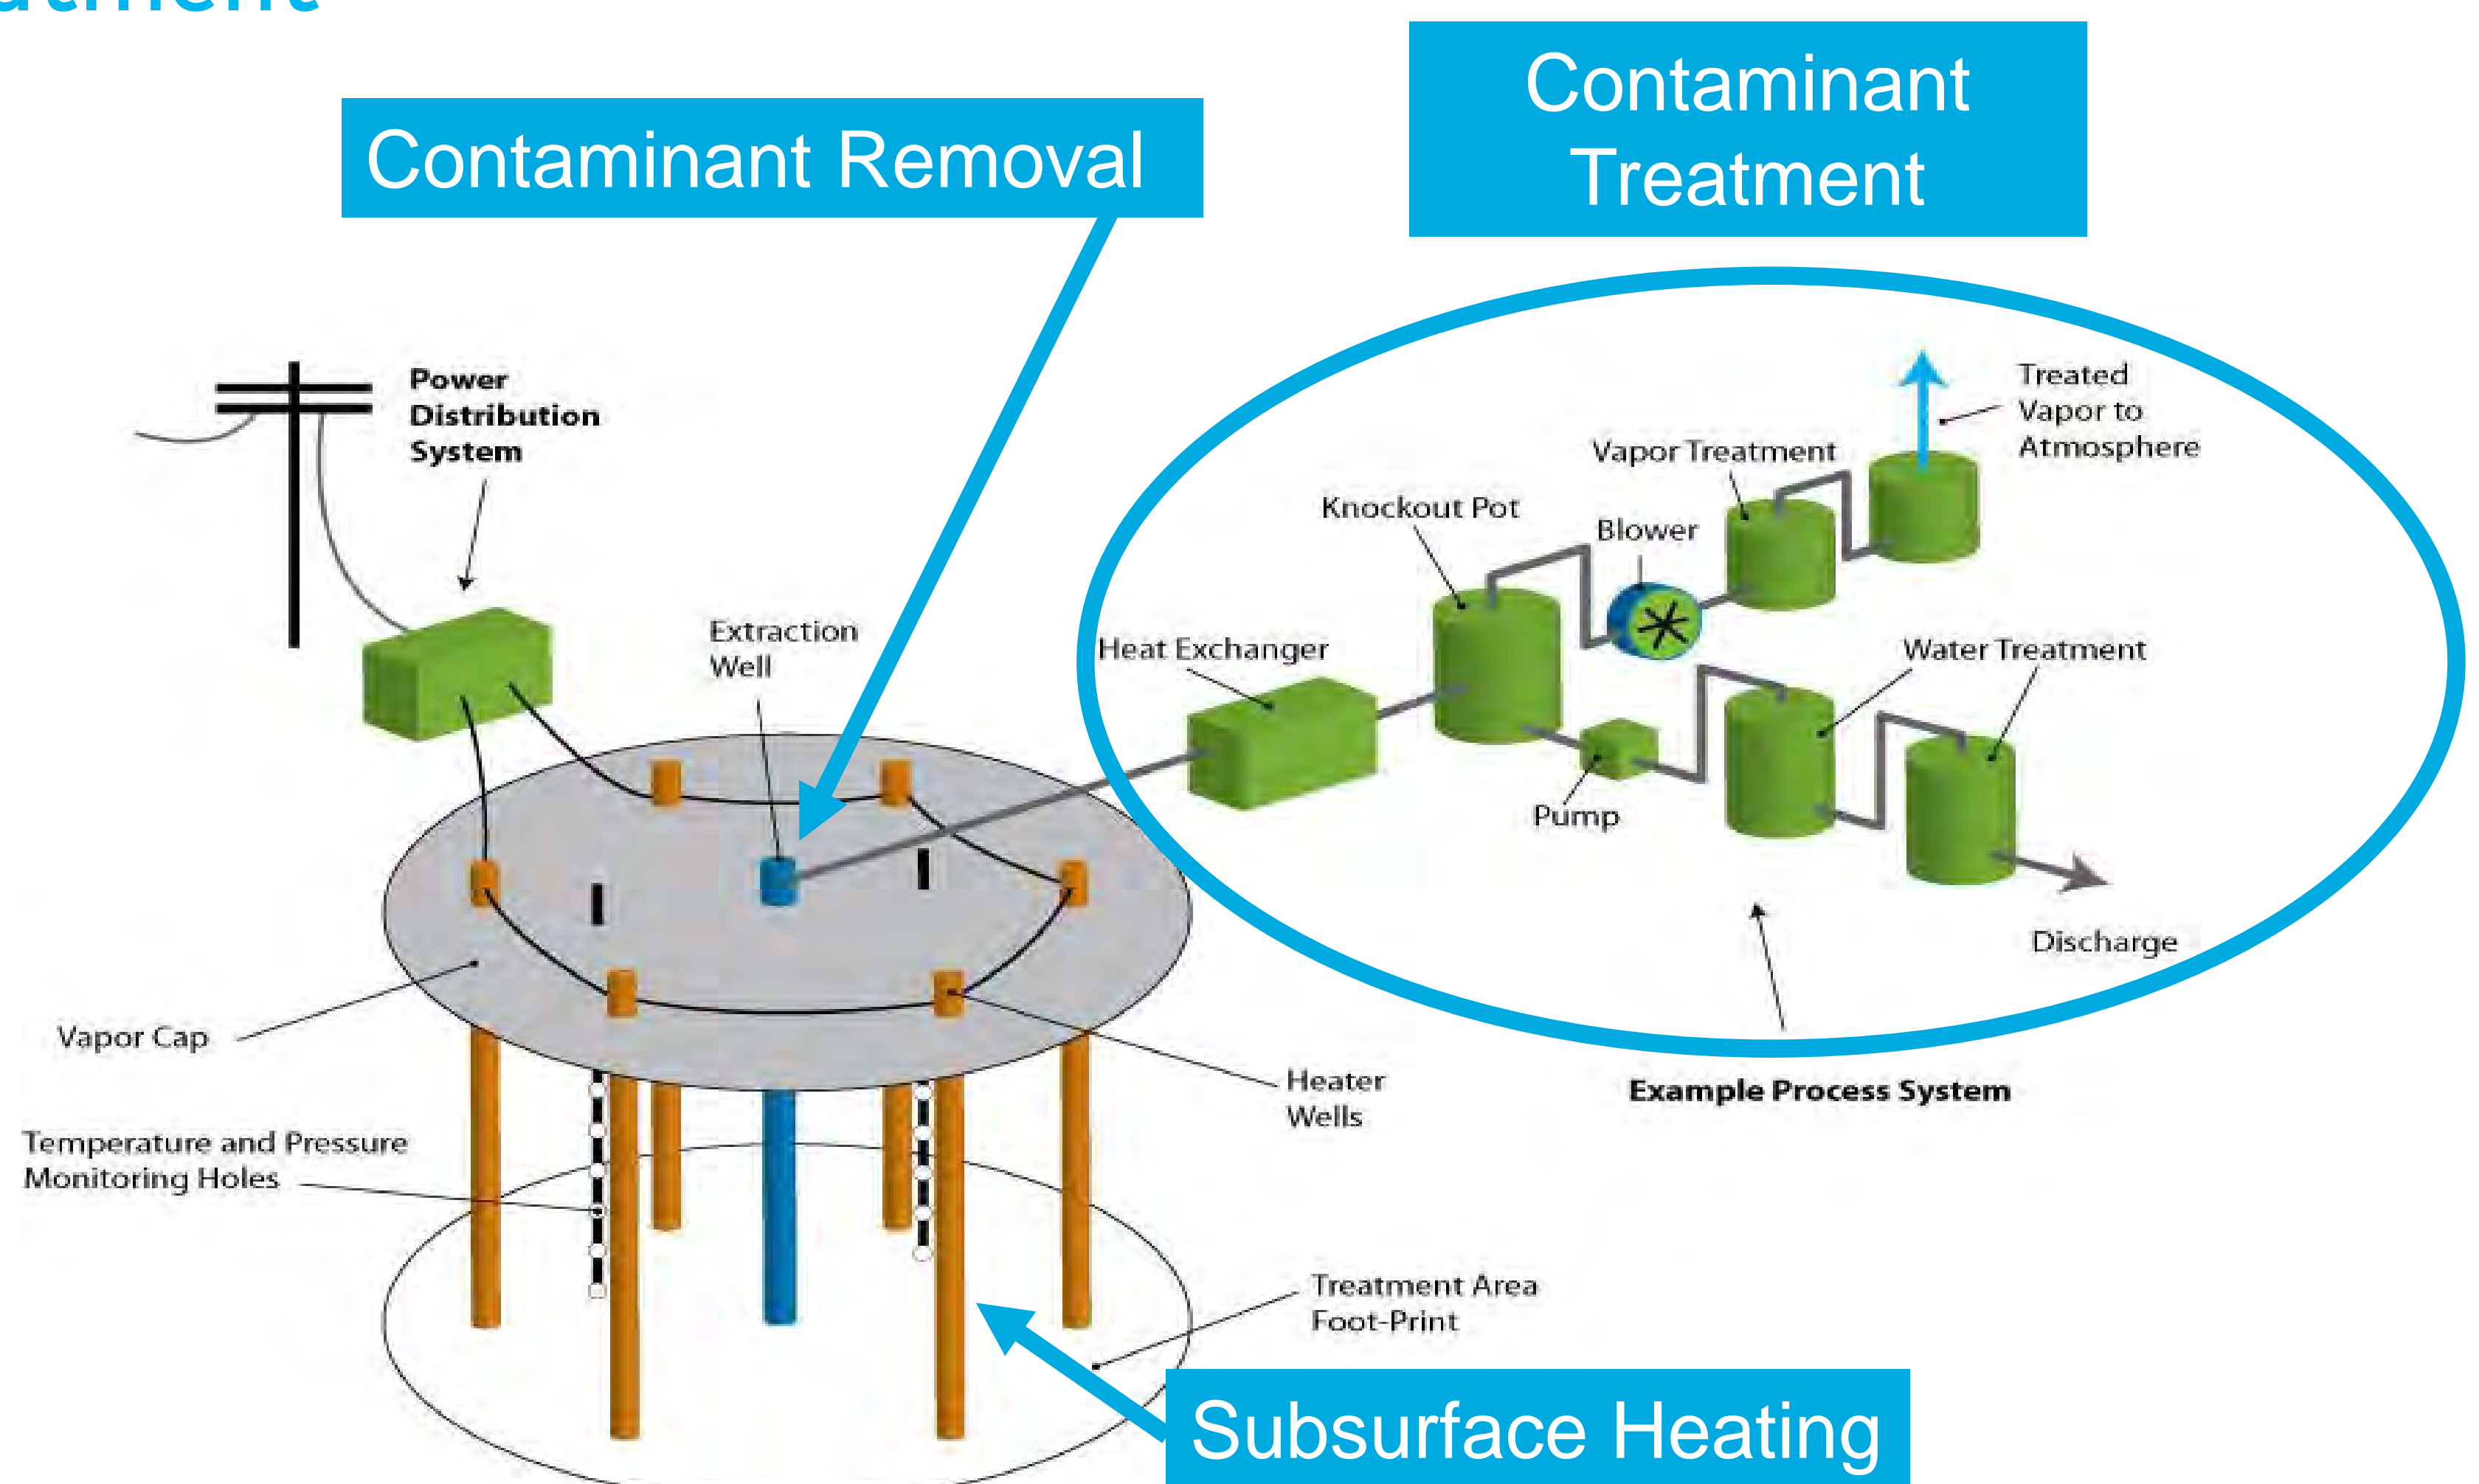 Contaminant Removal
Contaminant
Treatment
Power
Distribution
System
Extraction
Well
Heat Exchanger
Knockout Pot
Blower
Vapor Treatment
Treated
Vapor to
Atmosphere
Water Treatment
Pump
Discharge
Example Process System
Vapor Cap
Temperature and Pressure
Monitoring Holes
Heater
Wells
Treatment Area
Foot-Print
Subsurface Heating